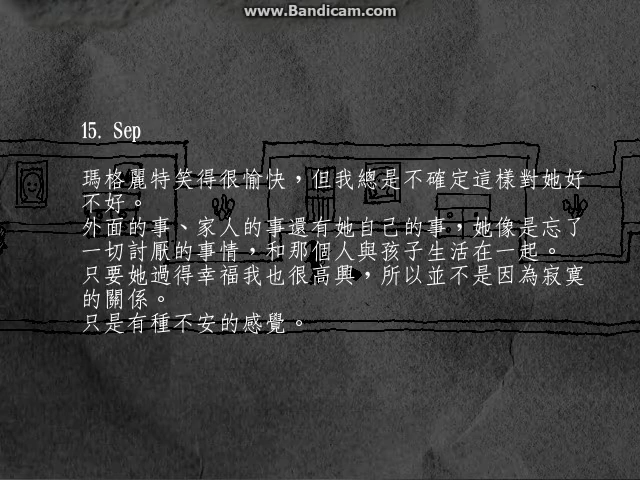 www.Bandicam.com
15. Sep
瑪格麗特笑得很愉快，但我總是不確定這樣對她好
不好。
外面的事、家人的事還有她自己的事，她像是忘了
一切討厭的事情，和那個人與孩子生活在一起。
只要她過得幸福我也很高興，所以並不是因為寂寞
的關係。
只是有種不安的感覺。